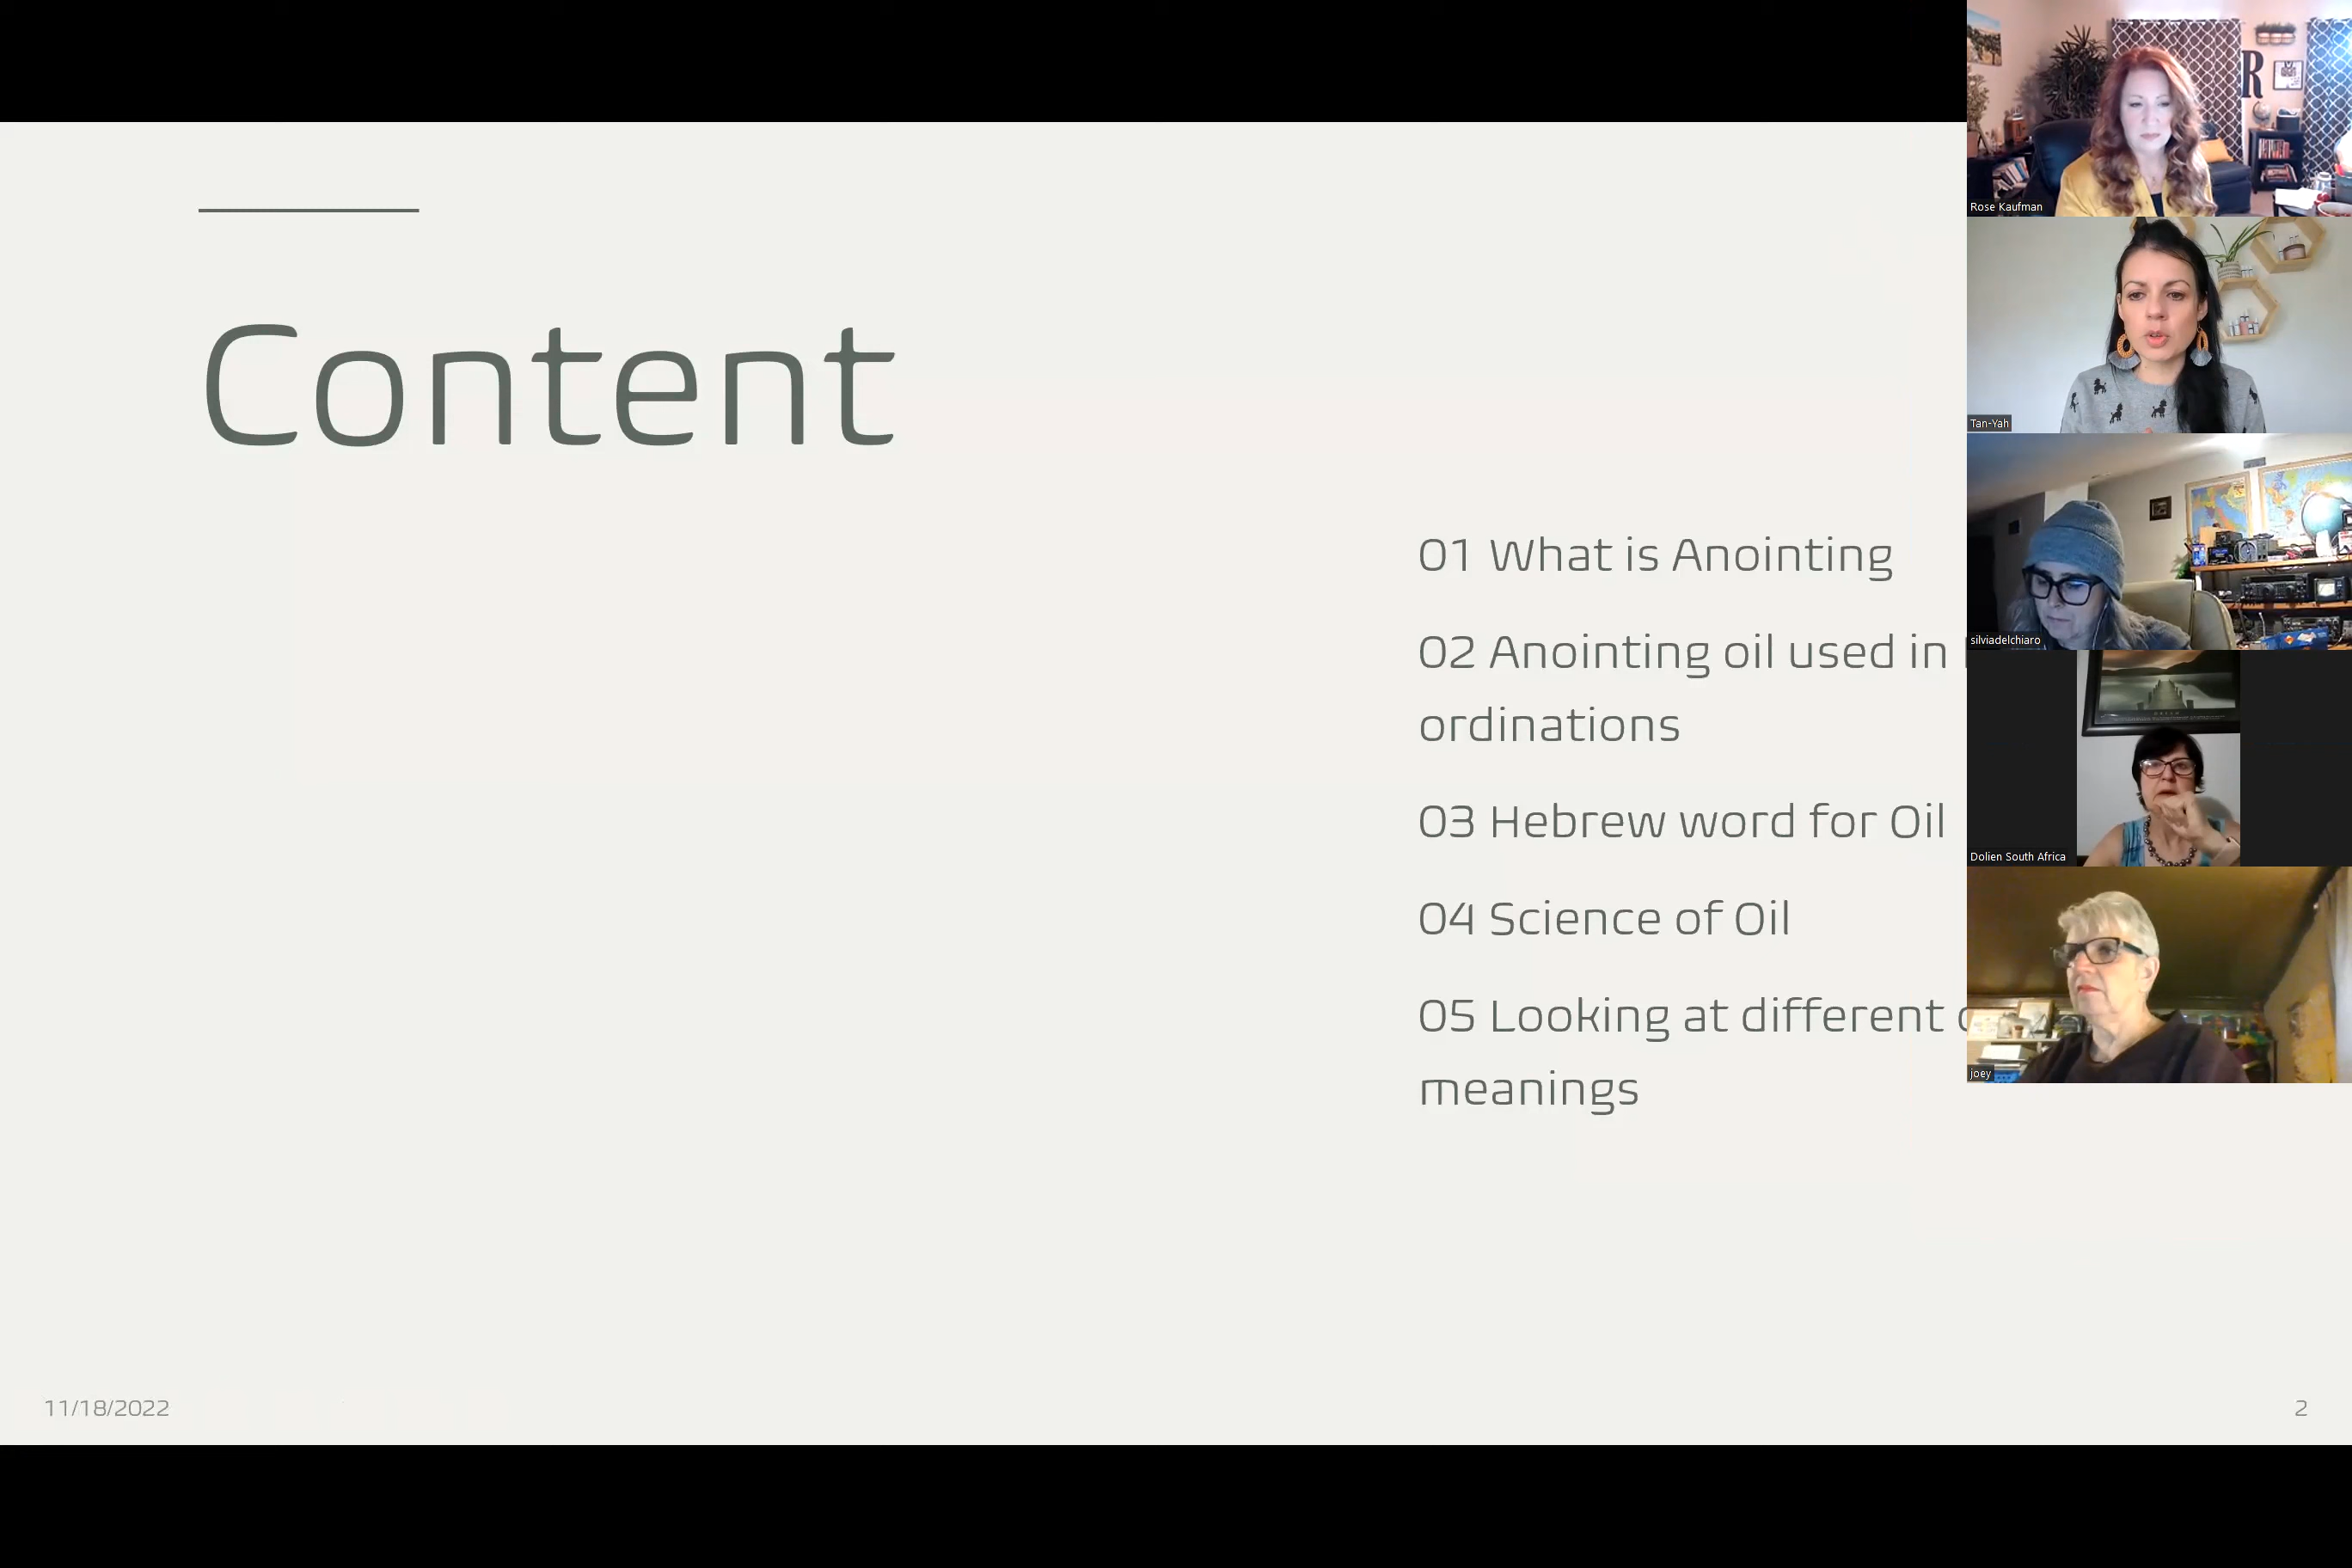 Content
01 What is Anointing
02 Anointing oil used in
ordinations
03 Hebrew word for Oil
04 Science of Oil
05 Looking at different
meanings
11/18/2022
2
R
Rose Kaufman
Tan-Yah
silviadelchiaro
Dolien South Africa
joey